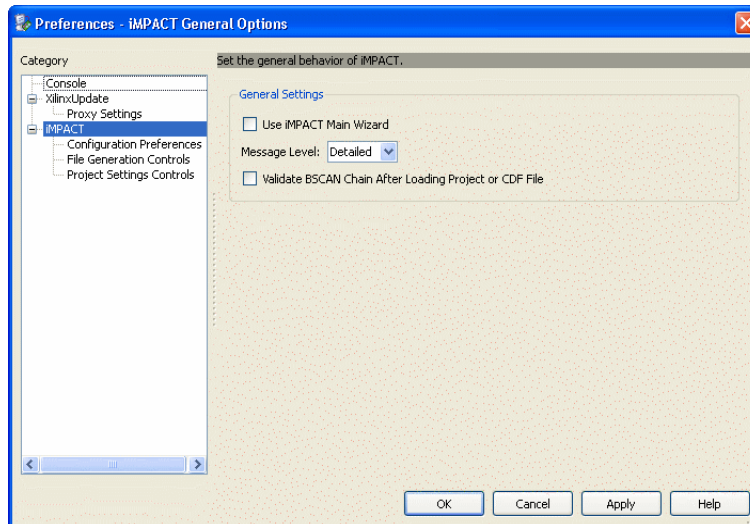 Preferences - iMPACT General Options
Category
Set the general behavior of iMPACT.
Console
XilinxUpdate
Proxy Settings
iMPACT
Configuration Preferences
File Generation Controls
Project Settings Controls
General Settings
Use iMPACT Main Wizard
Message Level: Detailed
Validate BSCAN Chain After Loading Project or CDF File
OK Cancel Apply Help